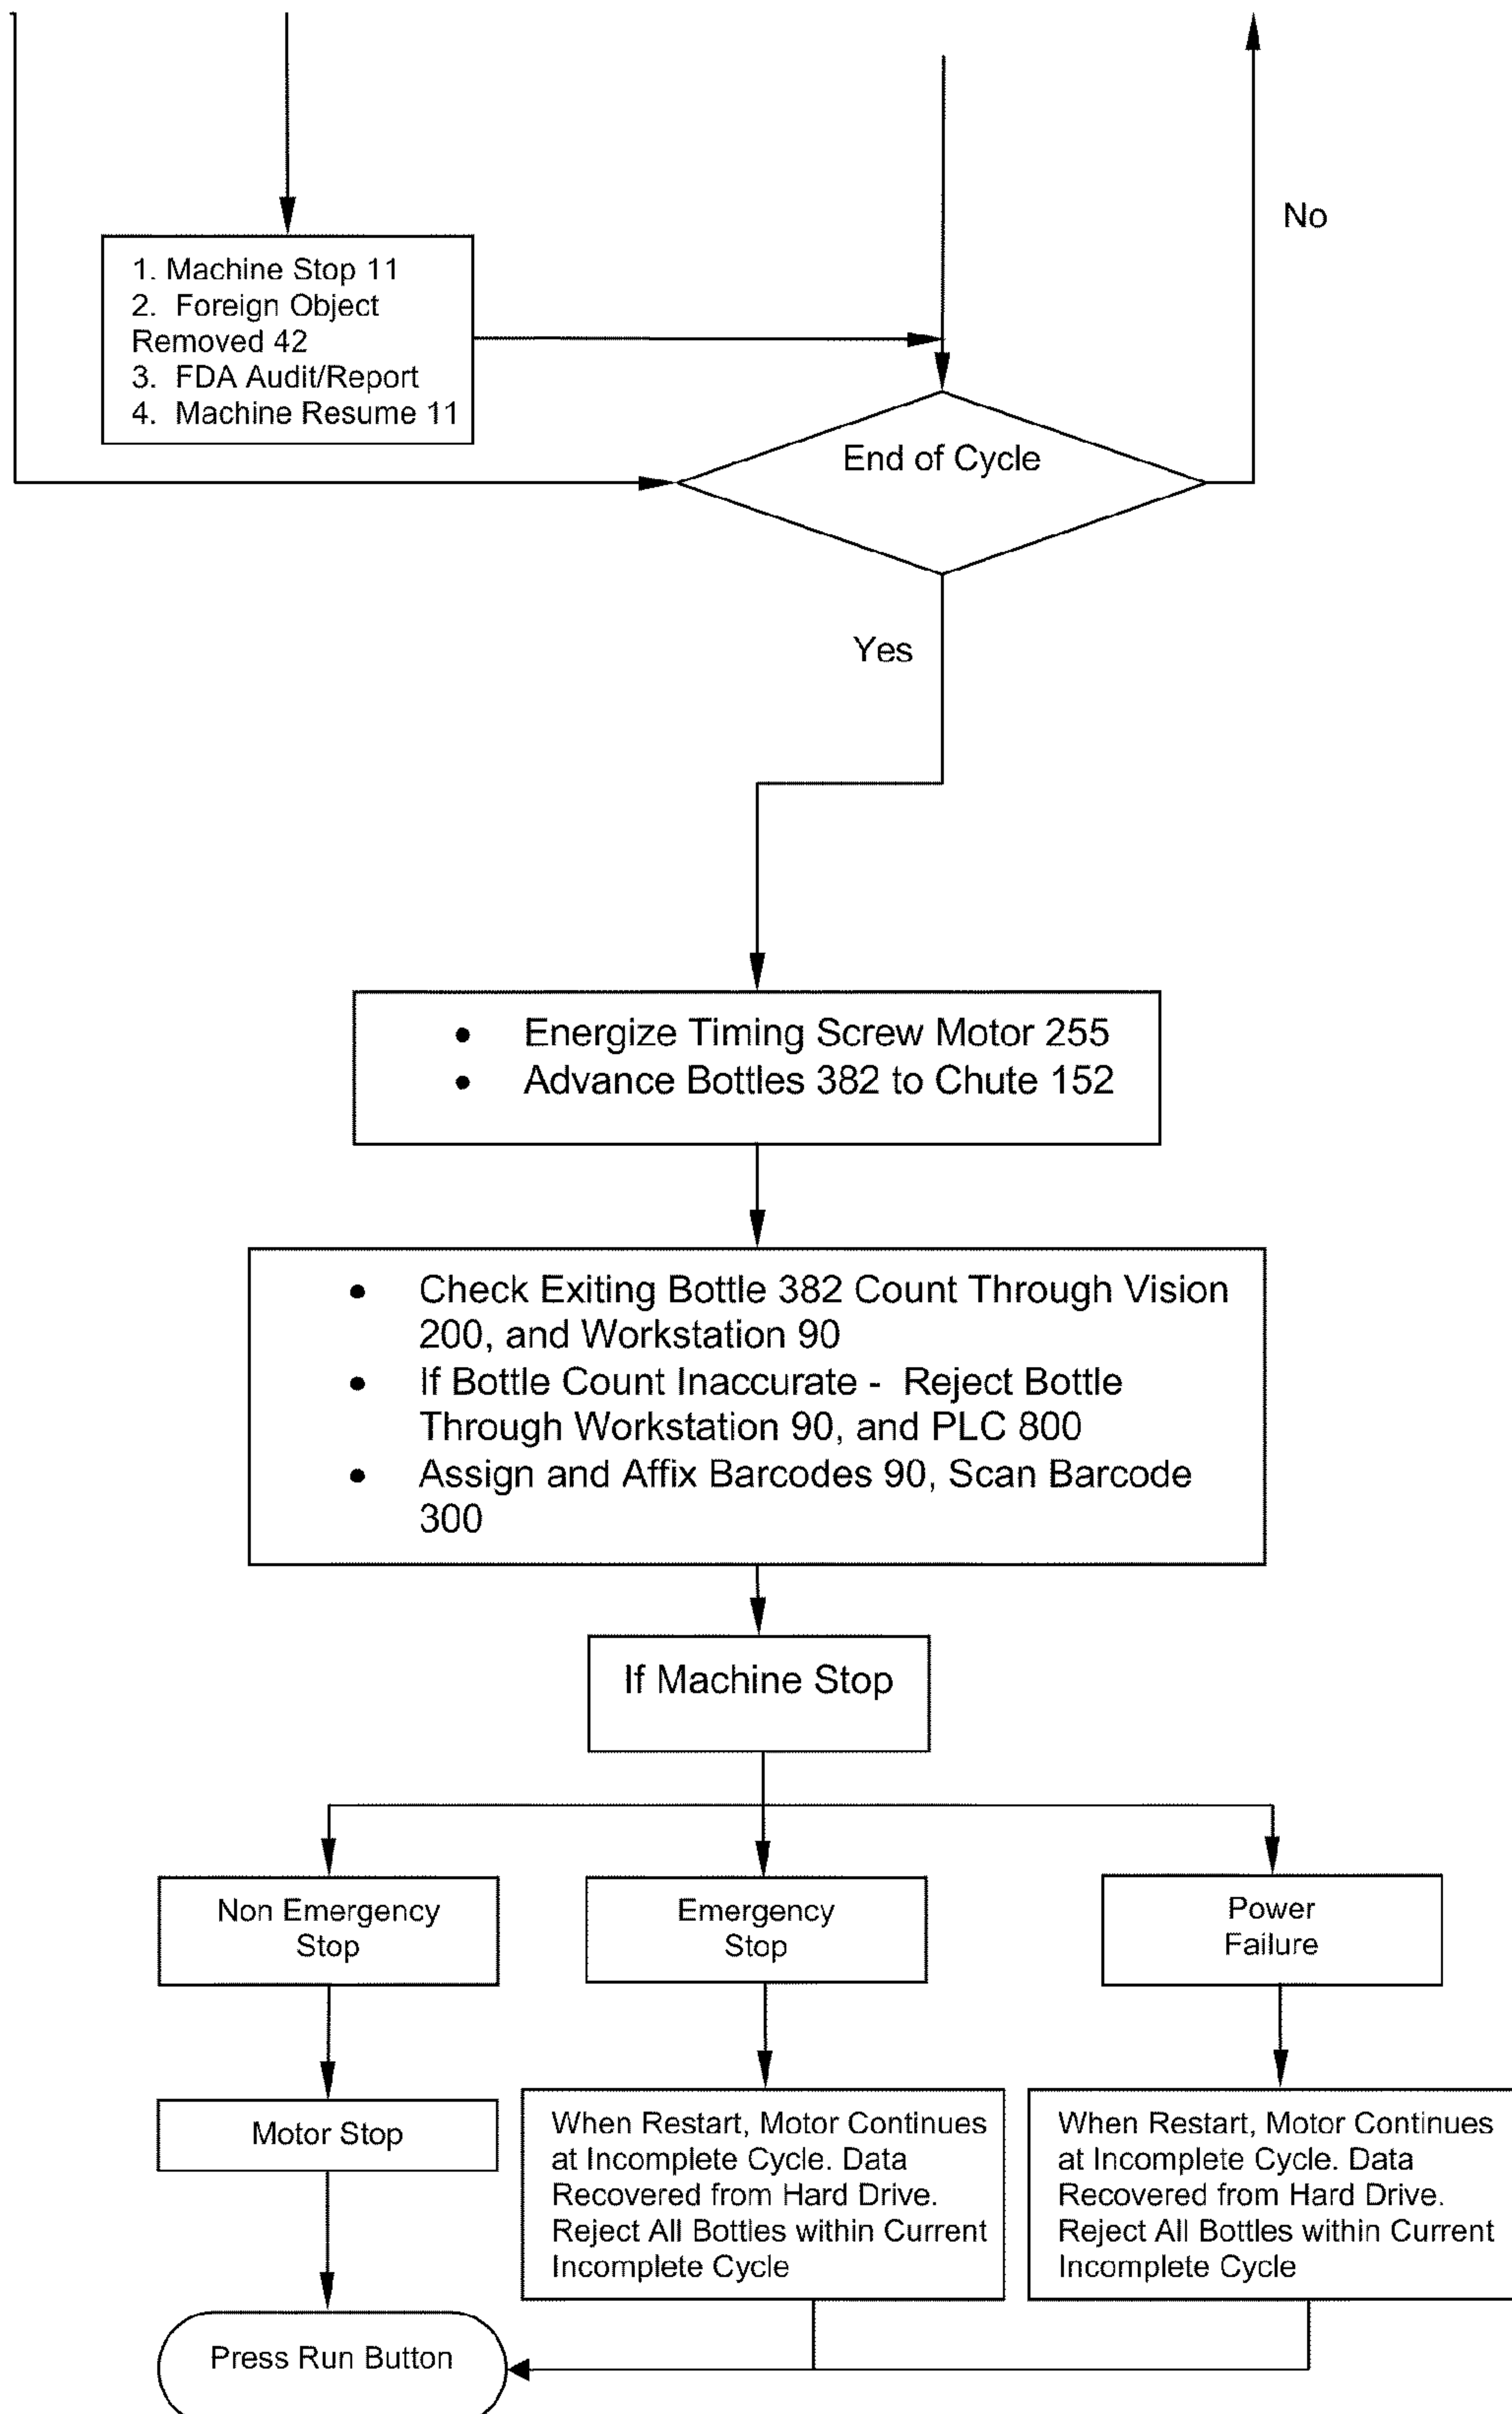 No
1. Machine Stop 11
2. Foreign Object
Removed 42
3. FDA Audit/Report
4. Machine Resume 11
End of Cycle
Yes
• Energize Timing Screw Motor 255
• Advance Bottles 382 to Chute 152
• Check Exiting Bottle 382 Count Through Vision
200, and Workstation 90
• If Bottle Count Inaccurate - Reject Bottle
Through Workstation 90, and PLC 800
• Assign and Affix Barcodes 90, Scan Barcode
300
If Machine Stop
Non Emergency
Stop
Emergency
Stop
Power
Failure
Motor Stop
When Restart, Motor Continues
at Incomplete Cycle. Data
Recovered from Hard Drive.
Reject All Bottles within Current
Incomplete Cycle
When Restart, Motor Continues
at Incomplete Cycle. Data
Recovered from Hard Drive.
Reject All Bottles within Current
Incomplete Cycle
Press Run Button